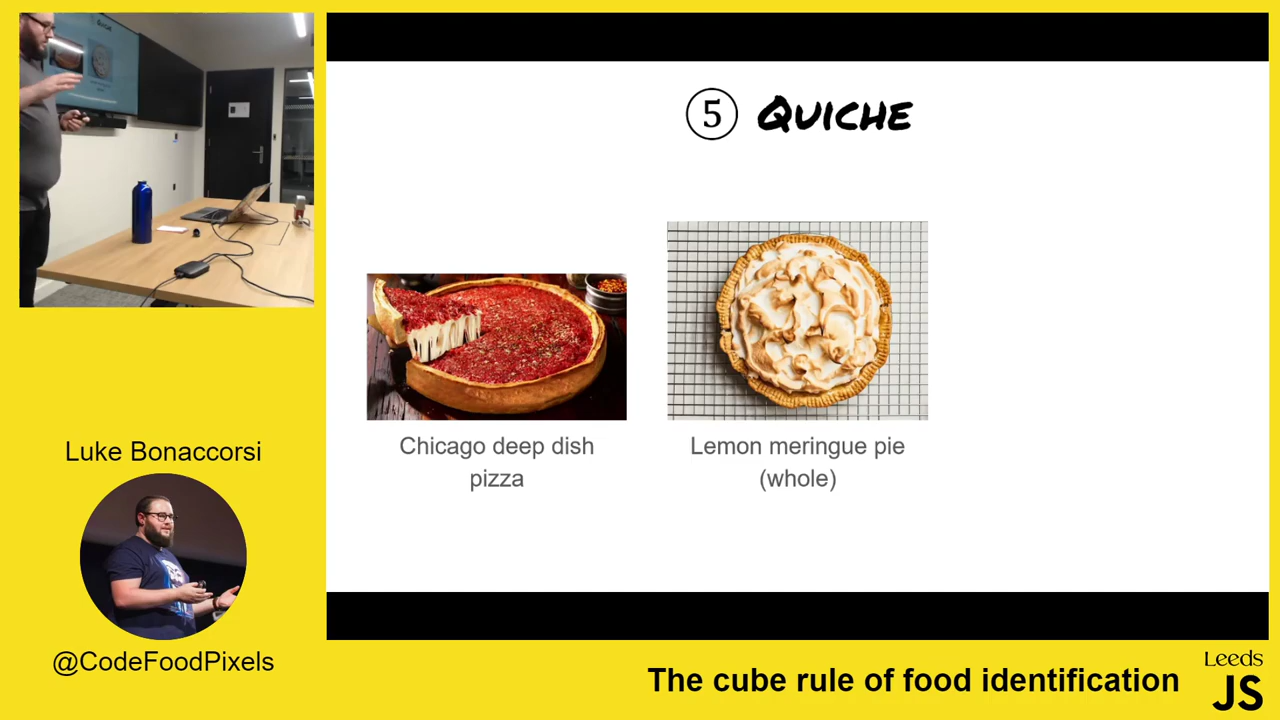 ⑤ QUICHE
Chicago deep dish
pizza
Lemon meringue pie
(whole)
Luke Bonaccorsi
@CodeFoodPixels
The cube rule of food identification
Leeds
JS